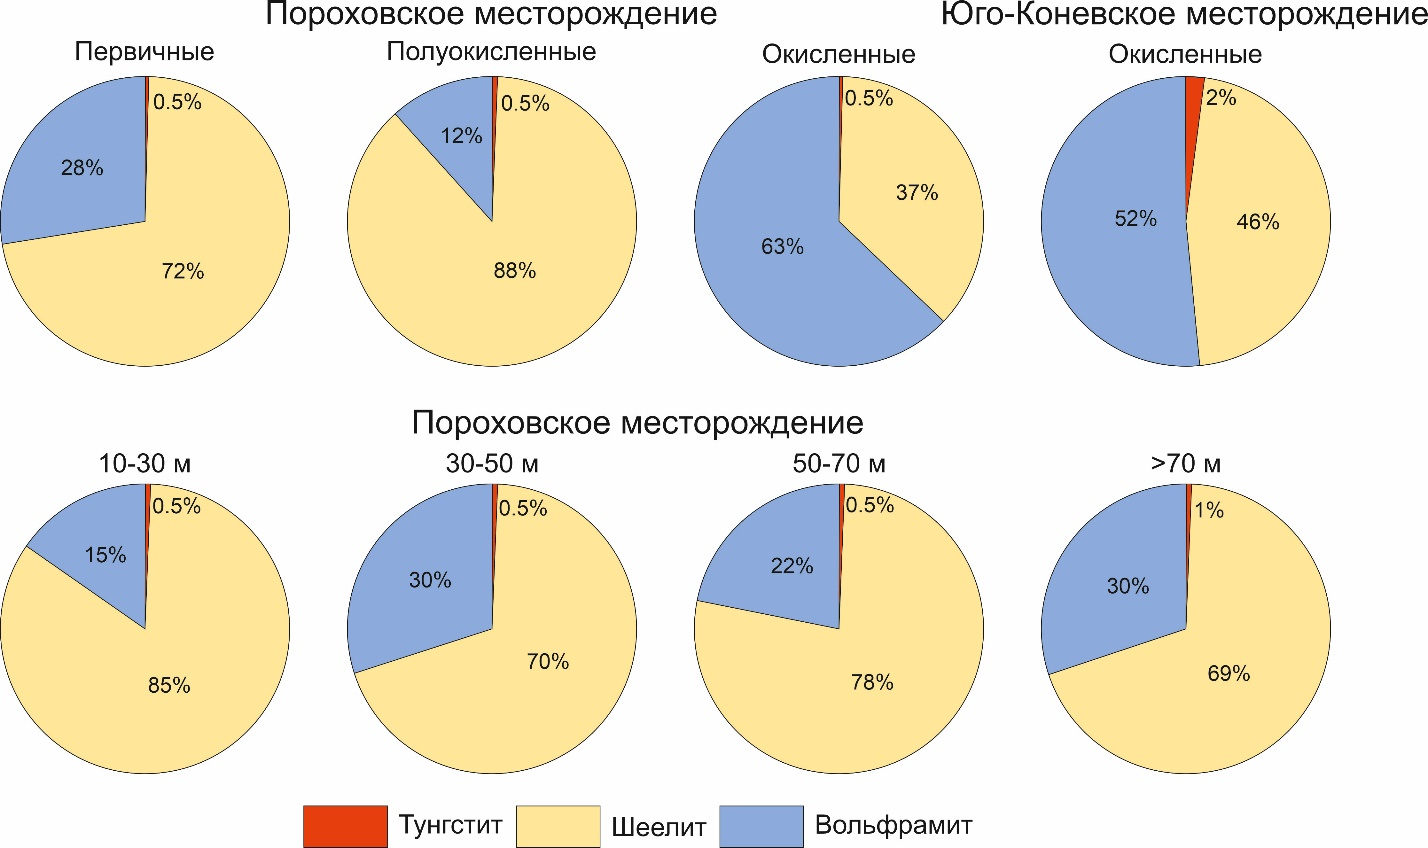 Пороховское месторождение
Юго-Коневское месторождение
Первичные
Полуокисленные
Окисленные
Окисленные
0.5%
28%
72%
0.5%
12%
88%
0.5%
37%
63%
2%
52%
46%
Пороховское месторождение
10-30 м
30-50 м
50-70 м
>70 м
0.5%
15%
85%
0.5%
30%
70%
0.5%
22%
78%
1%
30%
69%
Тунгстит
Шеелит
Вольфрамит